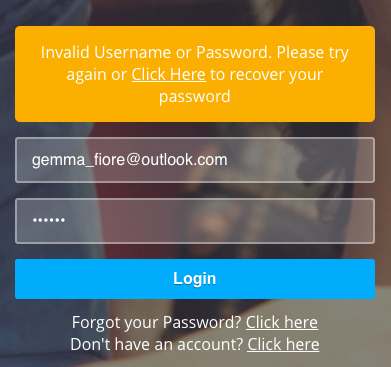 Invalid Username or Password. Please try
again or Click Here to recover your
password
gemma_fiore@outlook.com
••••••
Login
Forgot your Password? Click here
Don't have an account? Click here